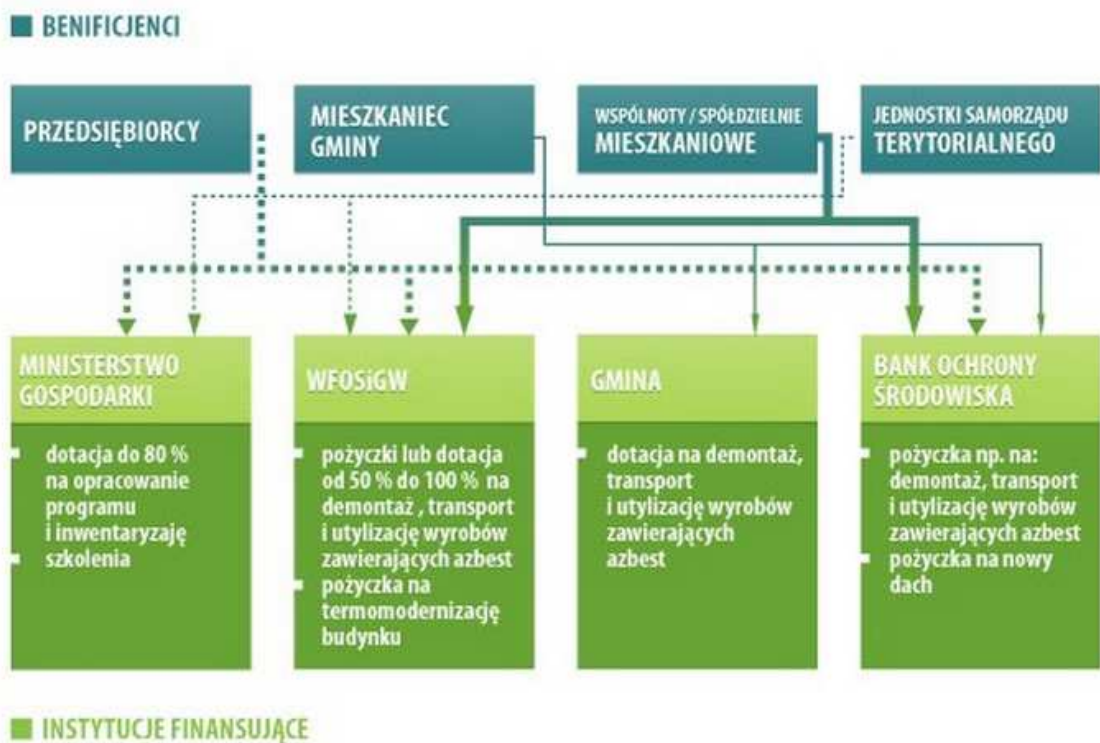 BENIFICJENCI
PRZEDSIĘBIORCY
MIESZKANIEC
GMINY
WSPÓLNOTY / SPÓŁDZIELNIE
MIESZKANIOWE
JEDNOSTKI SAMORZĄDU
TERYTORIALNEGO
MINISTERSTWO
GOSPODARKI
dotacja do 80 %
na opracowanie
programu
i inwentaryzaję
szkolenia
WFOSiGW
pożyczki lub dotacja
od 50 % do 100 % na
demontaż , transport
i utylizację wyrobów
zawierających azbest
pożyczka na
termomodernizację
budynku
GMINA
dotacja na demontaż,
transport
i utylizację wyrobów
zawierających
azbest
BANK OCHRONY
ŚRODOWISKA
pożyczka np. na:
demontaż, transport
i utylizację wyrobów
zawierających azbest
pożyczka na nowy
dach
INSTYTUCJE FINANSUJĄCE